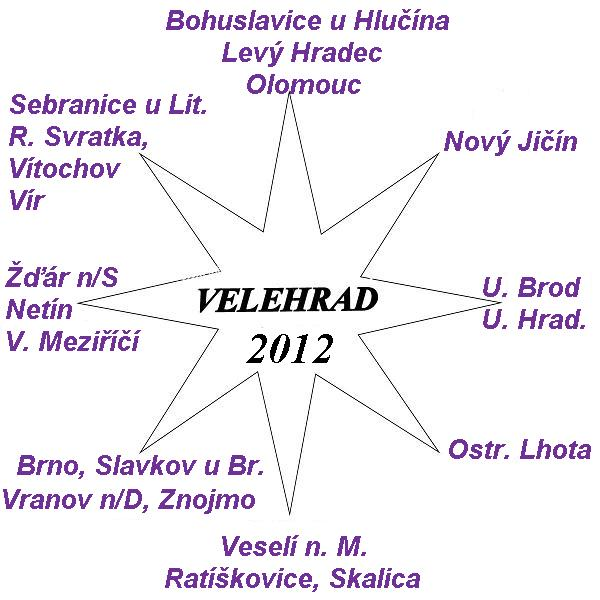 Bohuslavice u Hlučína
Levý Hradec
Olomouc
Sebranice u Lit.
R. Svratka,
Vítochov
Vír
Nový Jičín
Žďár n/S
Netín
V. Meziříčí
VELEHRAD
2012
U. Brod
U. Hrad.
Brno, Slavkov u Br.
Vranov n/D, Znojmo
Ostr. Lhota
Veselí n. M.
Ratíškovice, Skalica